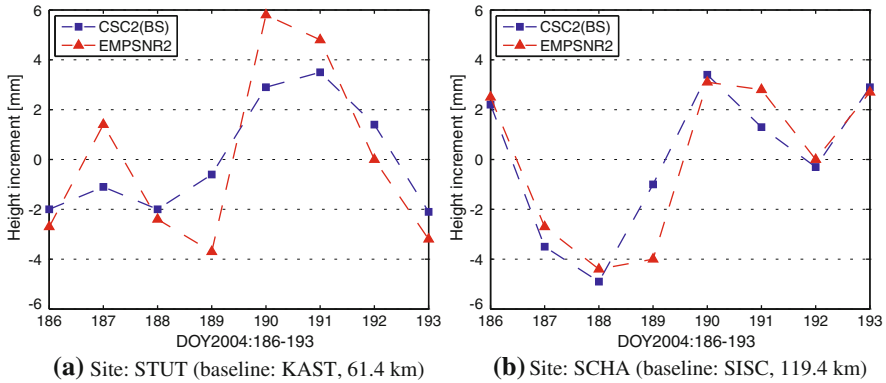 CSC2(BS)
EMPSNR2
6
4
2
0
-2
-4
-6
Height increment [mm]
186 187 188 189 190 191 192 193
DOY2004:186-193
(a) Site: STUT (baseline: KAST, 61.4 km)
CSC2(BS)
EMPSNR2
6
4
2
0
-2
-4
-6
Height increment [mm]
186 187 188 189 190 191 192 193
DOY2004:186-193
(b) Site: SCHA (baseline: SISC, 119.4 km)